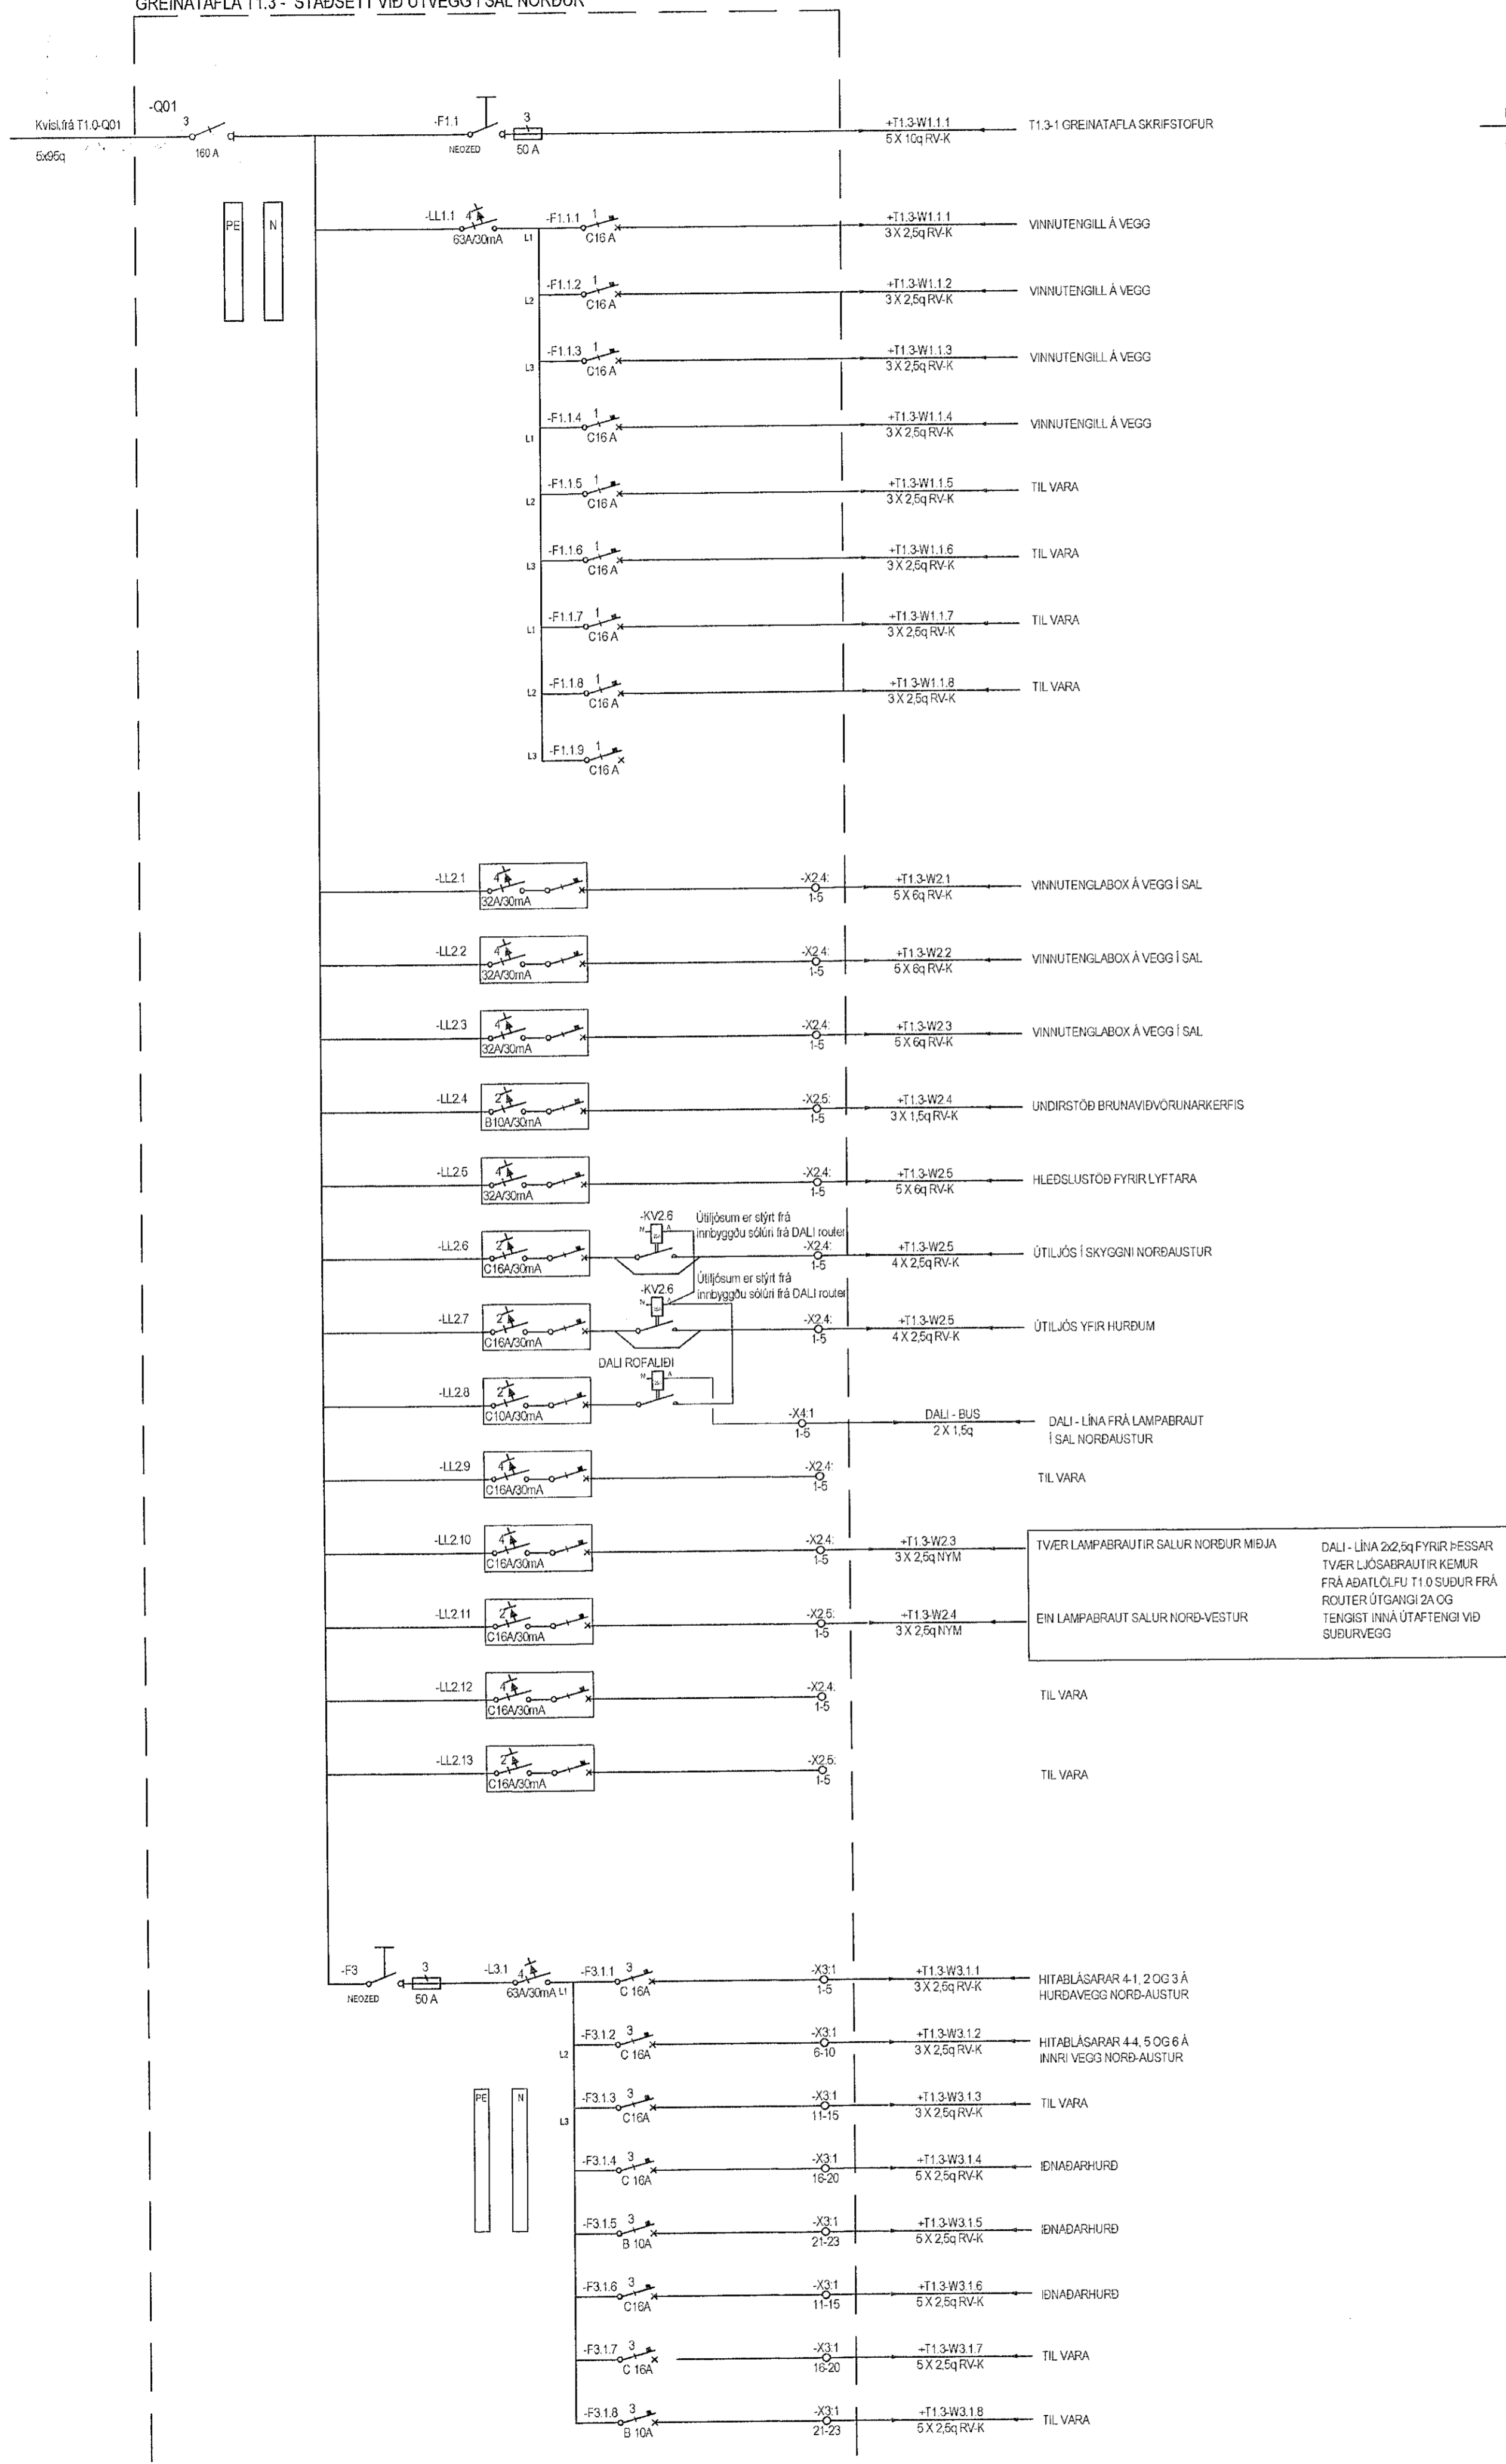 GREINATAFLA T1.3 - STAÐSETT VIÐ ÚTVEGG Í SAL NORÐUR
Kvísl.frá T1.0-Q01
5x95q
-Q01
3
160 A
-F1.1
NEOZED
3
50 A
+T1.3-W1.1.1
5 X 10q RV-K
T1.3-1 GREINATAFLA SKRIFSTOFUR
PE
N
-LL1.1
4
63A/30mA
L1
-F1.1.1
1
C16 A
+T1.3-W1.1.1
3 X 2,5q RV-K
VINNUTENGILL Á VEGG
L2
-F1.1.2
1
C16 A
+T1.3-W1.1.2
3 X 2,5q RV-K
VINNUTENGILL Á VEGG
L3
-F1.1.3
1
C16 A
+T1.3-W1.1.3
3 X 2,5q RV-K
VINNUTENGILL Á VEGG
L1
-F1.1.4
1
C16 A
+T1.3-W1.1.4
3 X 2,5q RV-K
VINNUTENGILL Á VEGG
L2
-F1.1.5
1
C16 A
+T1.3-W1.1.5
3 X 2,5q RV-K
TIL VARA
L3
-F1.1.6
1
C16 A
+T1.3-W1.1.6
3 X 2,5q RV-K
TIL VARA
L1
-F1.1.7
1
C16 A
+T1.3-W1.1.7
3 X 2,5q RV-K
TIL VARA
L2
-F1.1.8
1
C16 A
+T1.3-W1.1.8
3 X 2,5q RV-K
TIL VARA
L3
-F1.1.9
1
C16 A
-LL2.1
4
32A/30mA
-X2.4:
1-5
+T1.3-W2.1
5 X 6q RV-K
VINNUTENGLABOX Á VEGG Í SAL
-LL2.2
4
32A/30mA
-X2.4:
1-5
+T1.3-W2.2
5 X 6q RV-K
VINNUTENGLABOX Á VEGG Í SAL
-LL2.3
4
32A/30mA
-X2.4:
1-5
+T1.3-W2.3
5 X 6q RV-K
VINNUTENGLABOX Á VEGG Í SAL
-LL2.4
2
B10A/30mA
-X2.5:
1-5
+T1.3-W2.4
3 X 1,5q RV-K
UNDIRSTÖÐ BRUNAVIÐVÖRUNARKERFIS
-LL2.5
4
32A/30mA
-X2.4:
1-5
+T1.3-W2.5
5 X 6q RV-K
HLEÐSLUSTÖÐ FYRIR LYFTARA
-LL2.6
2
C16A/30mA
-KV2.6
N
A
Útiljósum er stýrt frá
innbyggðu sólúri frá DALI router
-X2.4:
1-5
+T1.3-W2.5
4 X 2,5q RV-K
ÚTILJÓS Í SKYGGNI NORÐAUSTUR
-LL2.7
2
C16A/30mA
-KV2.6
N
A
Útiljósum er stýrt frá
innbyggðu sólúri frá DALI router
-X2.4:
1-5
+T1.3-W2.5
4 X 2,5q RV-K
ÚTILJÓS YFIR HURÐUM
-LL2.8
2
C10A/30mA
DALI ROFALIÐI
N
A
-X4:1
1-5
DALI - BUS
2 X 1,5q
DALI - LÍNA FRÁ LAMPABRAUT
Í SAL NORÐAUSTUR
-LL2.9
4
C16A/30mA
-X2.4:
1-5
TIL VARA
-LL2.10
4
C16A/30mA
-X2.4:
1-5
+T1.3-W2.3
3 X 2,5q NYM
TVÆR LAMPABRAUTIR SALUR NORÐUR MIÐJA
DALI - LÍNA 2x2,5q FYRIR ÞESSAR
TVÆR LJÓSABRAUTIR KEMUR
FRÁ AÐATLÖLFU T1.0 SUÐUR FRÁ
ROUTER ÚTGANGI 2A OG
TENGIST INNÁ ÚTAFTENGI VIÐ
SUÐURVEGG
-LL2.11
2
C16A/30mA
-X2.5:
1-5
+T1.3-W2.4
3 X 2,5q NYM
EIN LAMPABRAUT SALUR NORÐ-VESTUR
-LL2.12
4
C16A/30mA
-X2.4:
1-5
TIL VARA
-LL2.13
2
C16A/30mA
-X2.5:
1-5
TIL VARA
-F3
NEOZED
3
50 A
-L3.1
4
63A/30mA
L1
-F3.1.1
3
C 16A
-X3:1
1-5
+T1.3-W3.1.1
3 X 2,5q RV-K
HITABLÁSARAR 4-1, 2 OG 3 Á
HURÐAVEGG NORÐ-AUSTUR
L2
-F3.1.2
3
C 16A
-X3:1
6-10
+T1.3-W3.1.2
3 X 2,5q RV-K
HITABLÁSARAR 4-4, 5 OG 6 Á
INNRI VEGG NORÐ-AUSTUR
PE
N
L3
-F3.1.3
3
C16A
-X3:1
11-15
+T1.3-W3.1.3
3 X 2,5q RV-K
TIL VARA
-F3.1.4
3
C 16A
-X3:1
16-20
+T1.3-W3.1.4
5 X 2,5q RV-K
IÐNAÐARHURÐ
-F3.1.5
3
B 10A
-X3:1
21-23
+T1.3-W3.1.5
5 X 2,5q RV-K
IÐNAÐARHURÐ
-F3.1.6
3
C16A
-X3:1
11-15
+T1.3-W3.1.6
5 X 2,5q RV-K
IÐNAÐARHURÐ
-F3.1.7
3
C 16A
-X3:1
16-20
+T1.3-W3.1.7
5 X 2,5q RV-K
TIL VARA
-F3.1.8
3
B 10A
-X3:1
21-23
+T1.3-W3.1.8
5 X 2,5q RV-K
TIL VARA